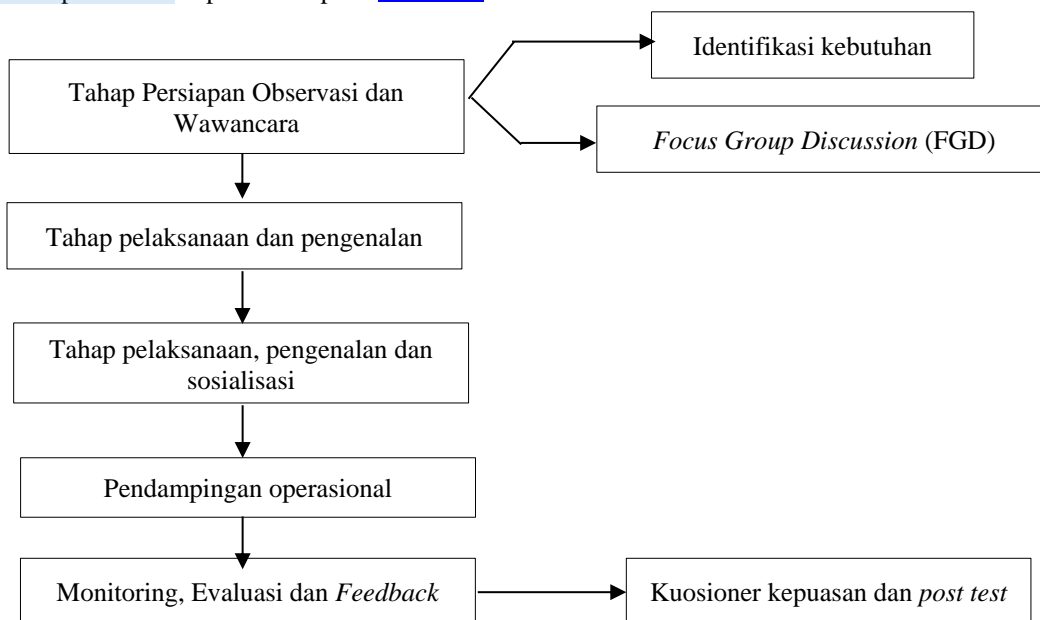 Identifikasi kebutuhan
Tahap Persiapan Observasi dan
Wawancara
Focus Group Discussion (FGD)
Tahap pelaksanaan dan pengenalan
Tahap pelaksanaan, pengenalan dan
sosialisasi
Pendampingan operasional
Monitoring, Evaluasi dan Feedback
Kuosioner kepuasan dan post test